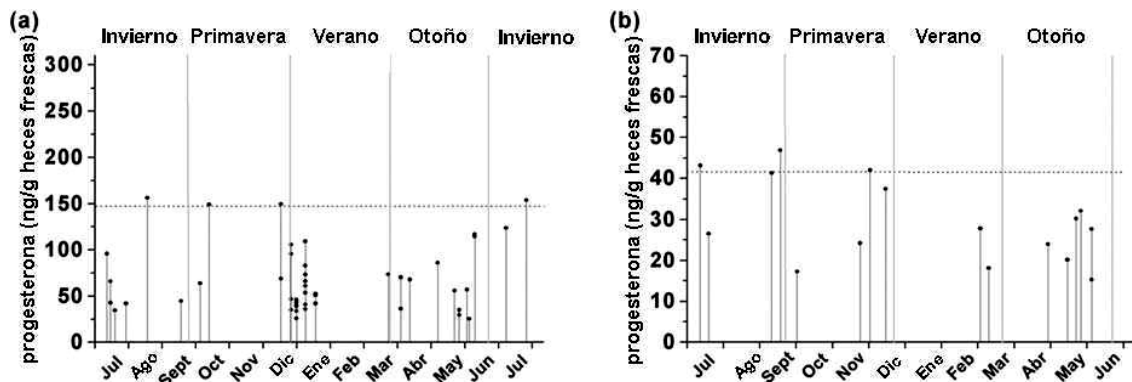 (a)
Invierno Primavera Verano Otoño Invierno
progesterona (ng/g heces frescas)
300
250
200
150
100
50
0
Jul Ago Sept Oct Nov Dic Ene Feb Mar Abr May Jun Jul
(b)
Invierno Primavera Verano Otoño
progesterona (ng/g heces frescas)
70
60
50
40
30
20
10
0
Jul Ago Sept Oct Nov Dic Ene Feb Mar Abr May Jun